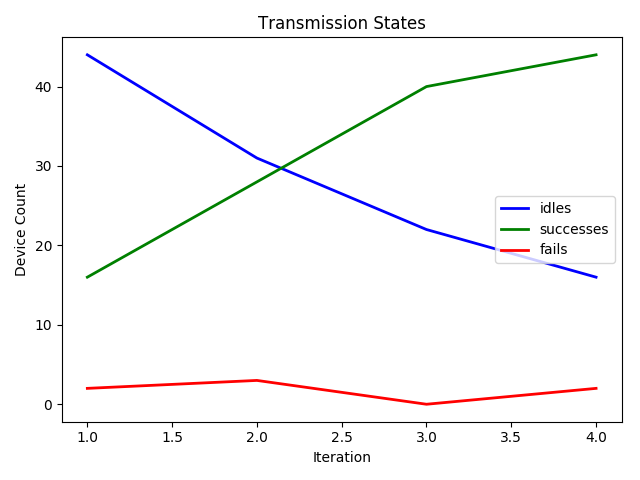 Transmission States
Device Count
40
30
20
10
0
idles
successes
fails
1.0 1.5 2.0 2.5 3.0 3.5 4.0
Iteration